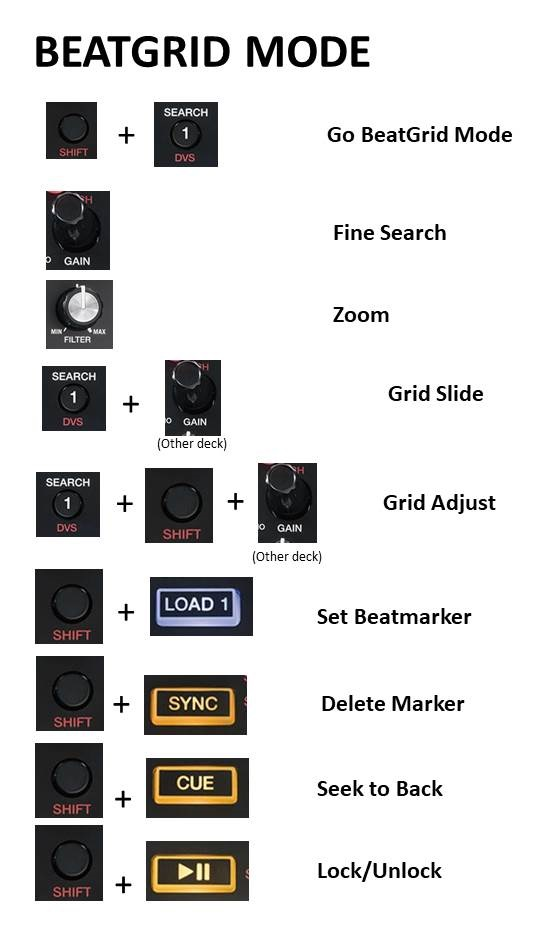 BEATGRID MODE
SHIFT + SEARCH 1 DVS Go BeatGrid Mode
GAIN Fine Search
MIN MAX FILTER Zoom
SEARCH 1 DVS + GAIN (Other deck) Grid Slide
SEARCH 1 DVS + SHIFT + GAIN (Other deck) Grid Adjust
SHIFT + LOAD 1 Set Beatmarker
SHIFT + SYNC Delete Marker
SHIFT + CUE Seek to Back
SHIFT + Lock/Unlock